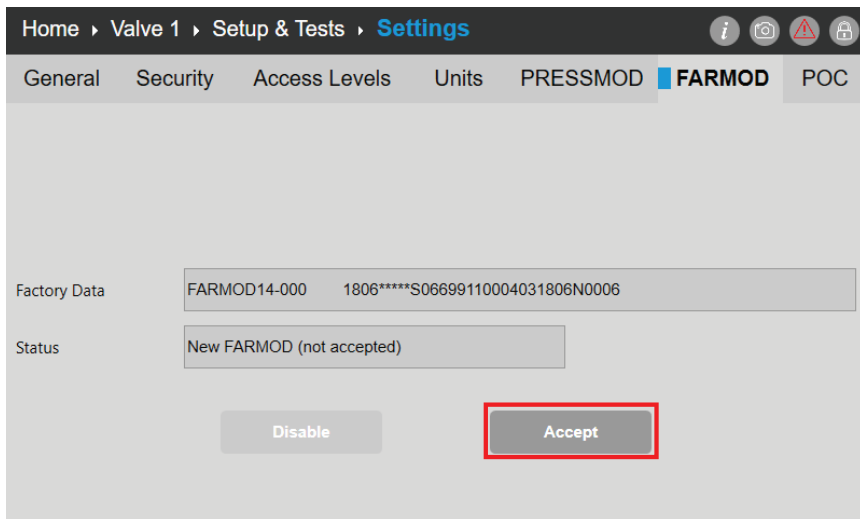 Home › Valve 1 › Setup & Tests › Settings
General Security Access Levels Units PRESSMOD FARMOD POC
Factory Data FARMOD14-000 1806*****S06699110004031806N0006
Status New FARMOD (not accepted)
Disable Accept